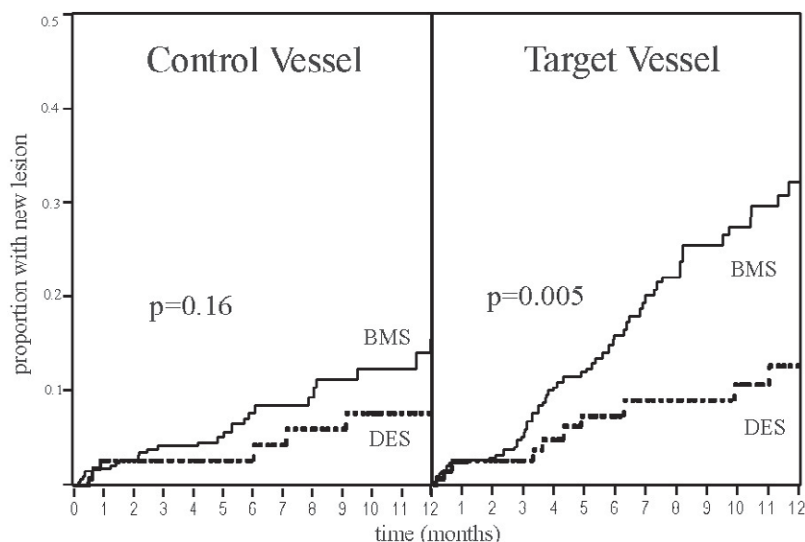 Control Vessel
Target Vessel
proportion with new lesion
0.5
0.4
0.3
0.2
0.1
p=0.16
BMS
DES
p=0.005
BMS
DES
0 1 2 3 4 5 6 7 8 9 10 11 12
1 2 3 4 5 6 7 8 9 10 11 12
time (months)